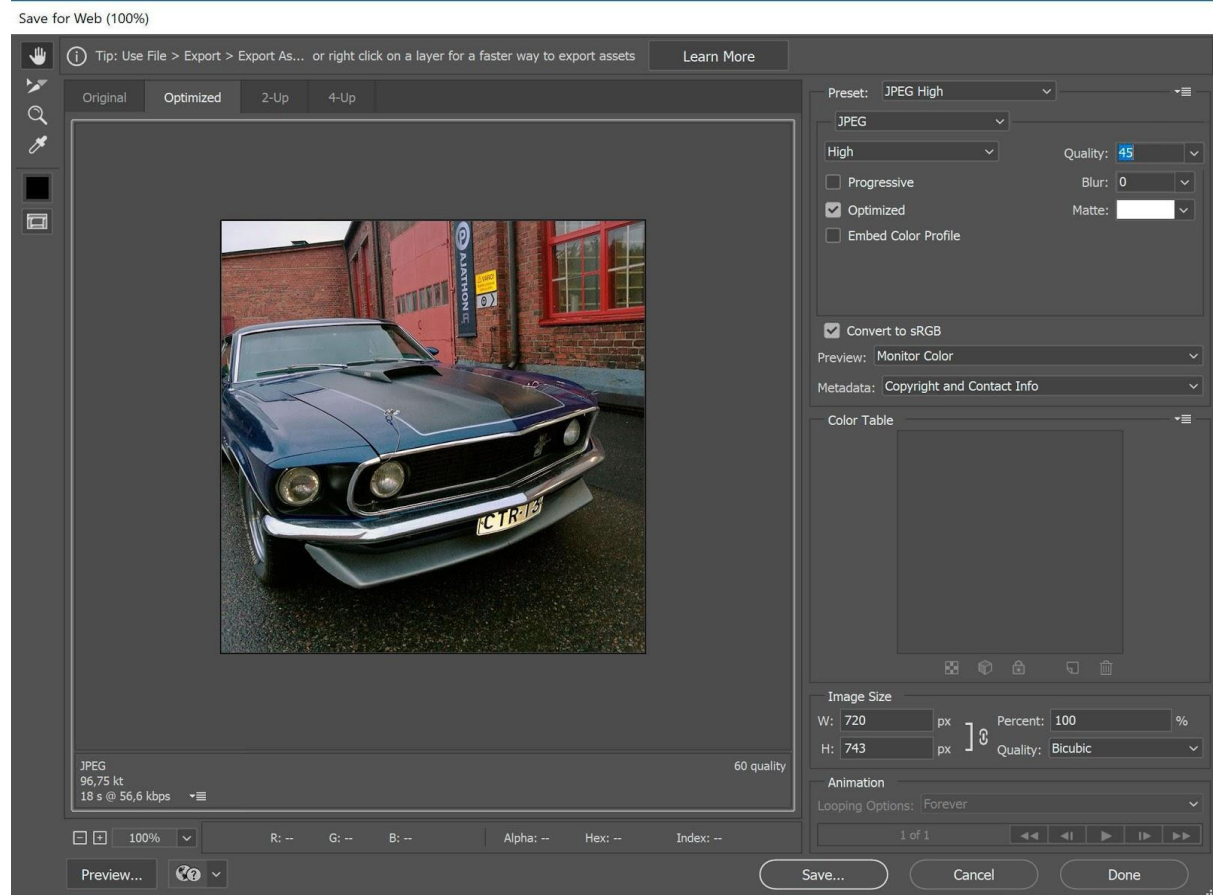 Save for Web (100%)
Tip: Use File > Export > Export As... or right click on a layer for a faster way to export assets
Learn More
Original
Optimized
2-Up
4-Up
AJATHON
CTR-13
JPEG
60 quality
96,75 kt
18 s @ 56,6 kbps
100%
R: --
G: --
B: --
Alpha: --
Hex: --
Index: --
Preview...
Preset: JPEG High
JPEG
High
Quality: 45
Progressive
Blur: 0
Optimized
Matte:
Embed Color Profile
Convert to sRGB
Preview: Monitor Color
Metadata: Copyright and Contact Info
Color Table
Image Size
W: 720 px
Percent: 100 %
H: 743 px
Quality: Bicubic
Animation
Looping Options: Forever
1 of 1
Save...
Cancel
Done